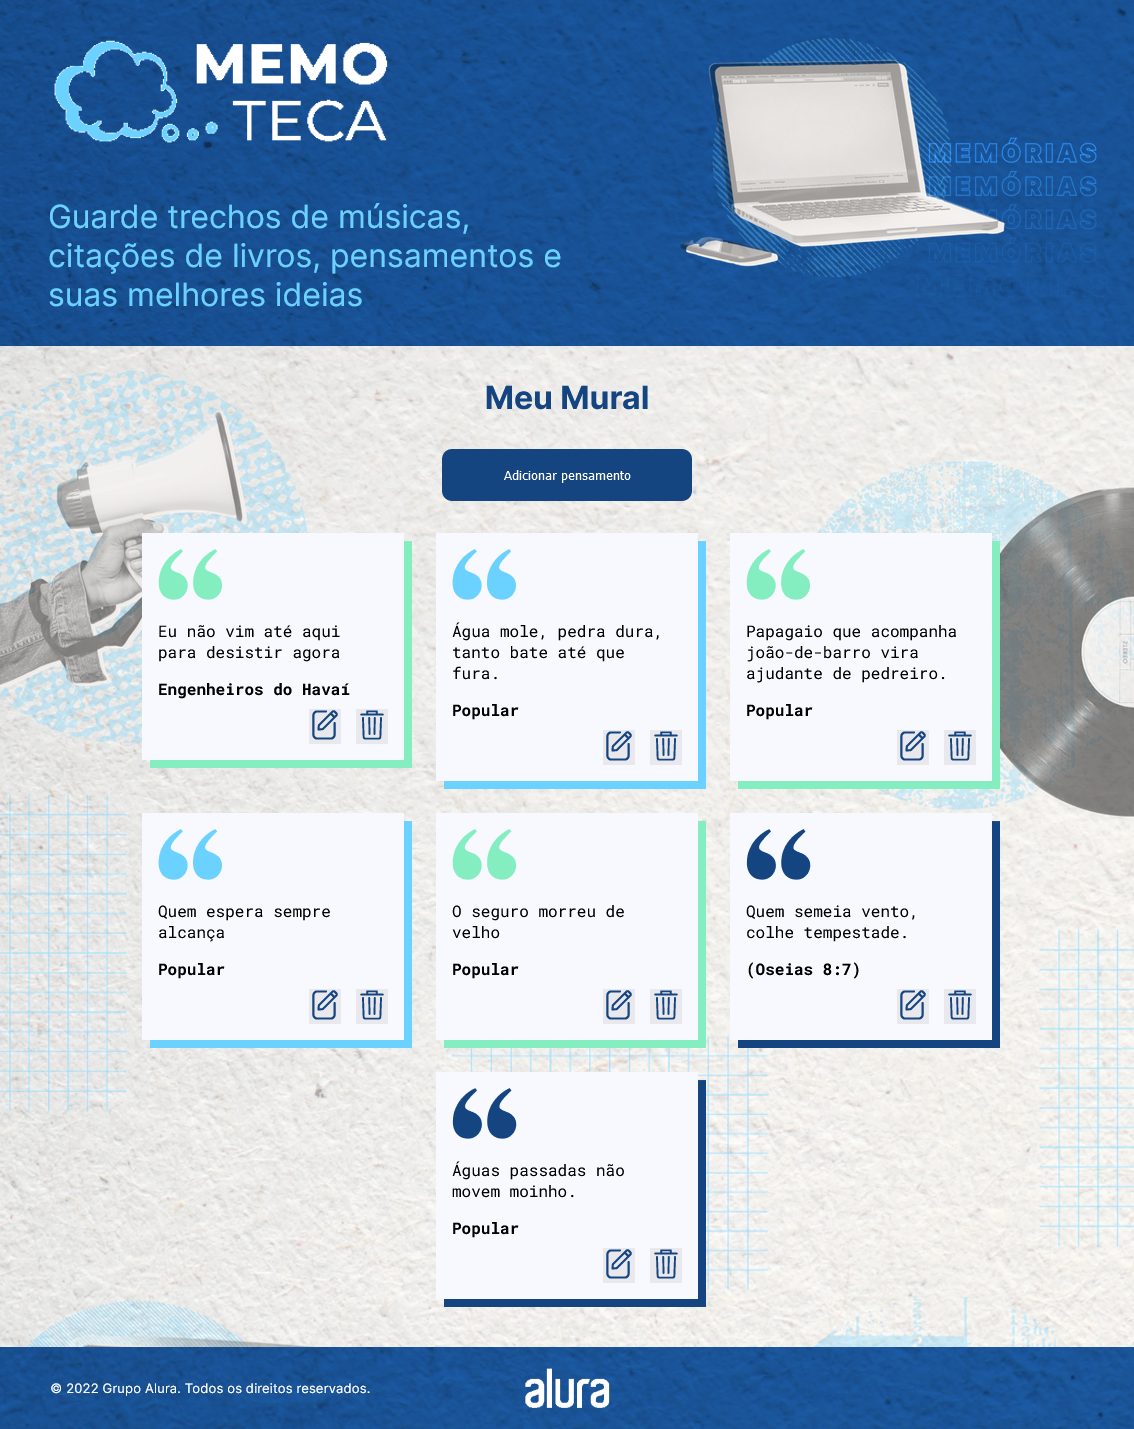 MEMO
TECA
Guarde trechos de músicas,
citações de livros, pensamentos e
suas melhores ideias
MEMÓRIAS
MEMÓRIAS
MEMÓRIAS
MEMÓRIAS
Meu Mural
Adicionar pensamento
Eu não vim até aqui
para desistir agora
Engenheiros do Havaí
Água mole, pedra dura,
tanto bate até que
fura.
Popular
Papagaio que acompanha
joão-de-barro vira
ajudante de pedreiro.
Popular
Quem espera sempre
alcança
Popular
O seguro morreu de
velho
Popular
Quem semeia vento,
colhe tempestade.
(Oseias 8:7)
Águas passadas não
movem moinho.
Popular
© 2022 Grupo Alura. Todos os direitos reservados.
alura